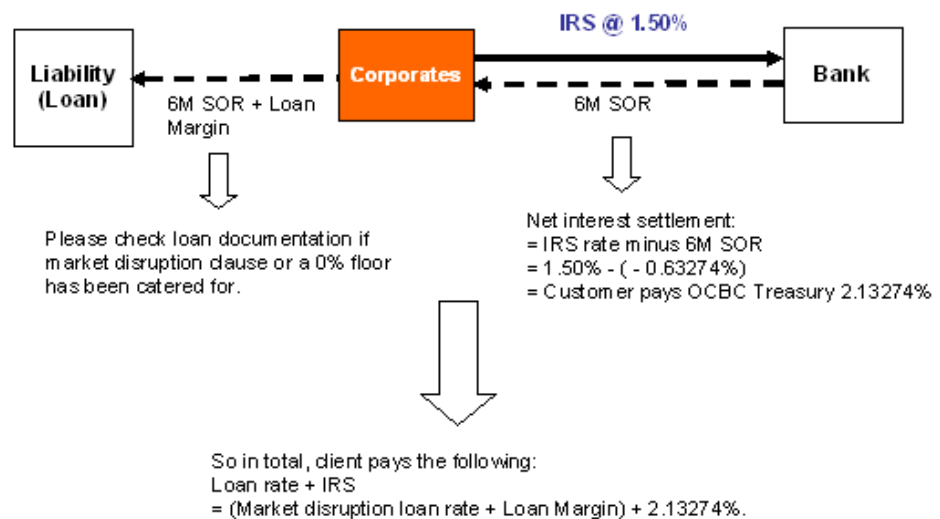 IRS @ 1.50%
Liability
(Loan)
Corporates
Bank
6M SOR + Loan
Margin
6M SOR
Please check loan documentation if
market disruption clause or a 0% floor
has been catered for.
Net interest settlement:
= IRS rate minus 6M SOR
= 1.50% - ( - 0.63274%)
= Customer pays OCBC Treasury 2.13274%
So in total, client pays the following:
Loan rate + IRS
= (Market disruption loan rate + Loan Margin) + 2.13274%.